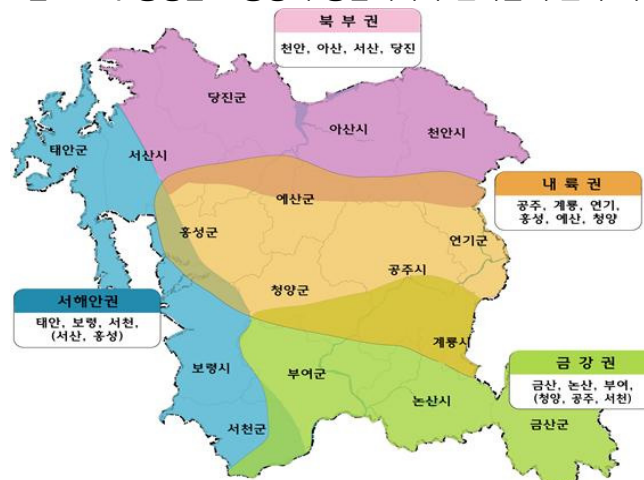 북 부 권
천안, 아산, 서산, 당진
당진군
아산시
천안시
태안군
서산시
내 륙 권
공주, 계룡, 연기,
홍성, 예산, 청양
예산군
홍성군
연기군
공주시
청양군
서해안권
태안, 보령, 서천,
(서산, 홍성)
계룡시
금 강 권
금산, 논산, 부여,
(청양, 공주, 서천)
보령시
부여군
논산시
서천군
금산군